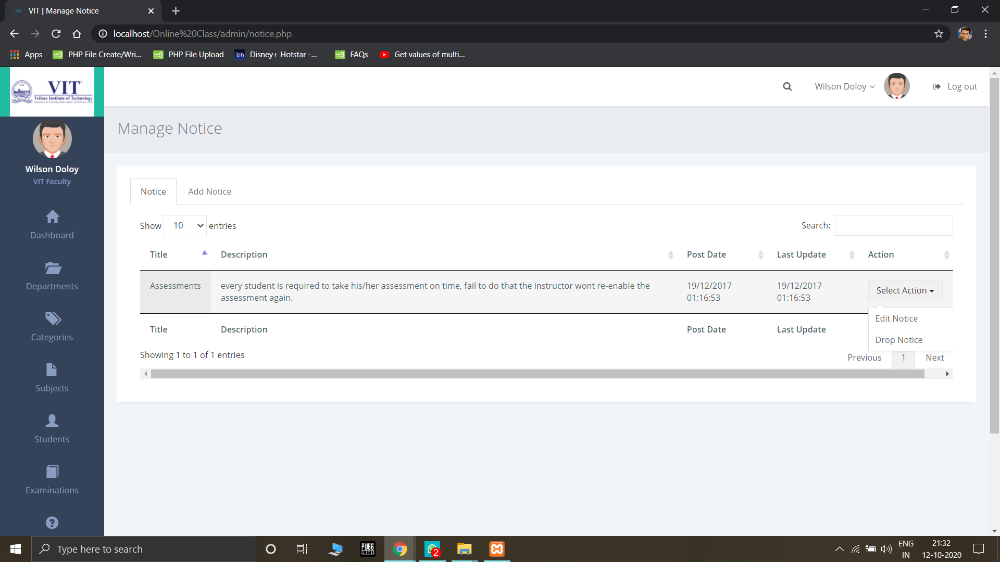 VIT | Manage Notice
localhost/Online%20Class/admin/notice.php
Apps
PHP File Create/Wri...
PHP File Upload
Disney+ Hotstar -...
FAQs
Get values of multi...
VIT
Vellore Institute of Technology
Wilson Doloy
Log out
Wilson Doloy
VIT Faculty
Dashboard
Departments
Categories
Subjects
Students
Examinations
Manage Notice
Notice
Add Notice
Show 10 entries
Search:
Title Description Post Date Last Update Action
Assessments
every student is required to take his/her assessment on time, fail to do that the instructor wont re-enable the
assessment again.
19/12/2017
01:16:53
19/12/2017
01:16:53
Select Action
Edit Notice
Drop Notice
Title Description Post Date Last Update
Showing 1 to 1 of 1 entries
Previous 1 Next
Type here to search
PUBG
LITE
2
ENG
IN
21:32
12-10-2020